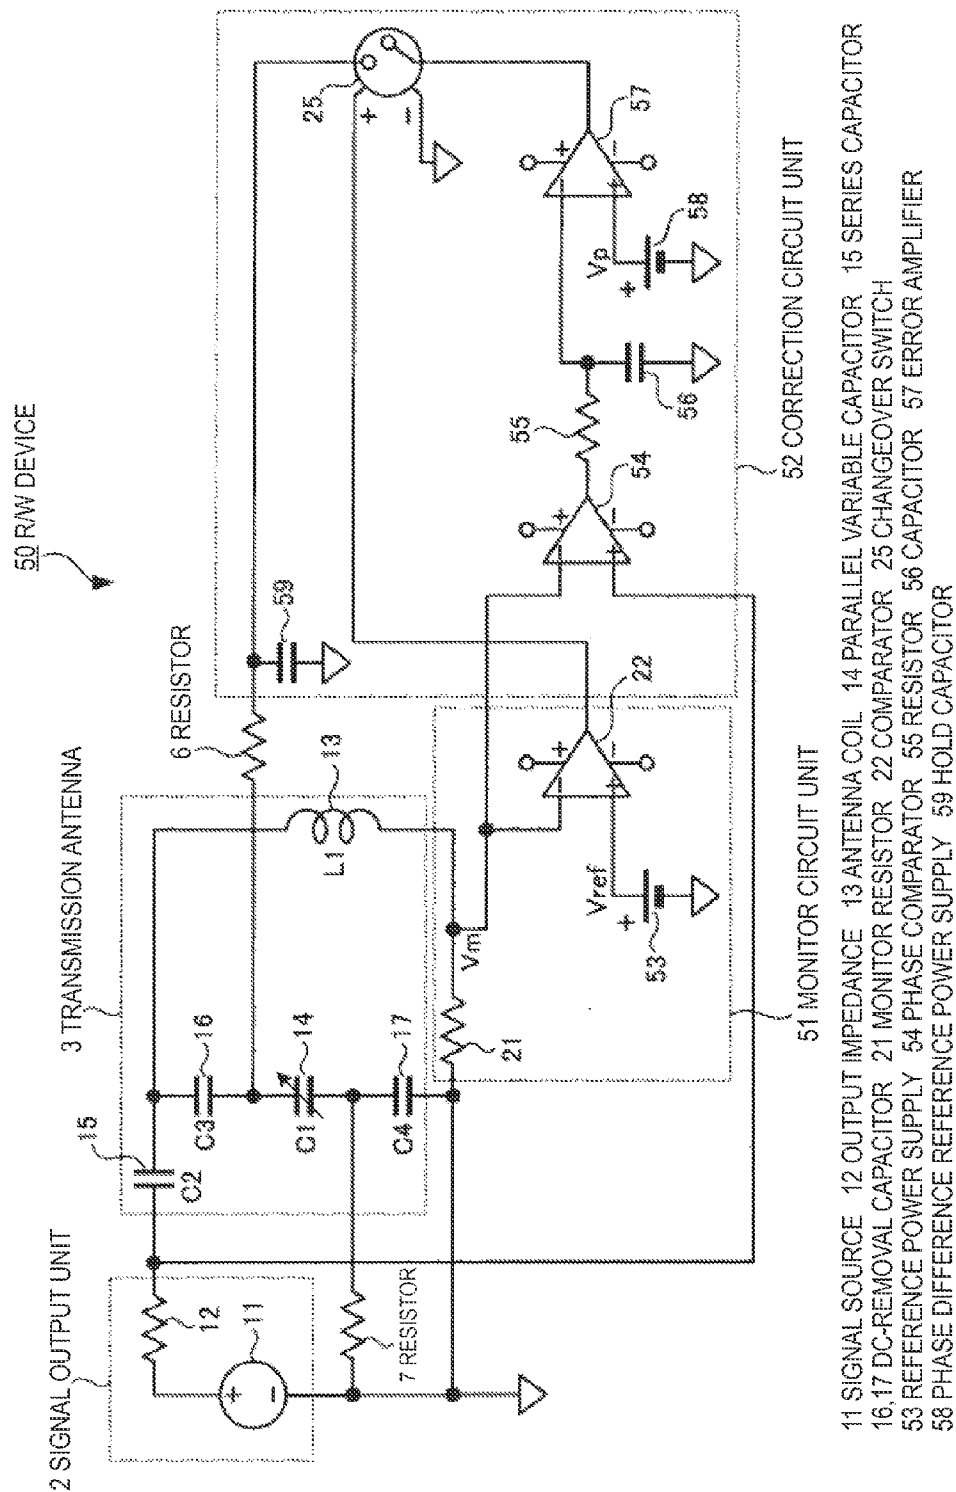 50 R/W DEVICE
2 SIGNAL OUTPUT UNIT
3 TRANSMISSION ANTENNA
6 RESISTOR
15
C2
16
C3
14
C1
17
C4
12
11
+
−
7 RESISTOR
13
L1
59
25
+
−
Vm
21
Vref
+
53
22
+
−
+
54
+
−
+
55
56
Vp
+
58
57
+
−
+
51 MONITOR CIRCUIT UNIT
52 CORRECTION CIRCUIT UNIT
11 SIGNAL SOURCE 12 OUTPUT IMPEDANCE 13 ANTENNA COIL 14 PARALLEL VARIABLE CAPACITOR 15 SERIES CAPACITOR
16,17 DC-REMOVAL CAPACITOR 21 MONITOR RESISTOR 22 COMPARATOR 25 CHANGEOVER SWITCH
53 REFERENCE POWER SUPPLY 54 PHASE COMPARATOR 55 RESISTOR 56 CAPACITOR 57 ERROR AMPLIFIER
58 PHASE DIFFERENCE REFERENCE POWER SUPPLY 59 HOLD CAPACITOR